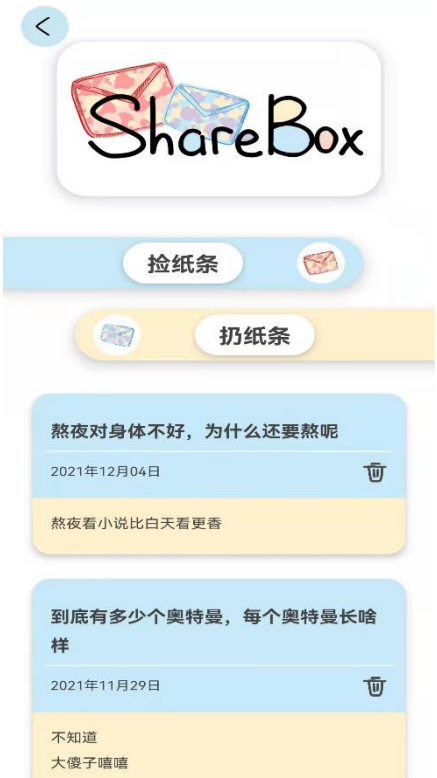 ShareBox
捡纸条
扔纸条
熬夜对身体不好，为什么还要熬呢
2021年12月04日
熬夜看小说比白天看更香
到底有多少个奥特曼，每个奥特曼长啥
样
2021年11月29日
不知道
大傻子嘻嘻